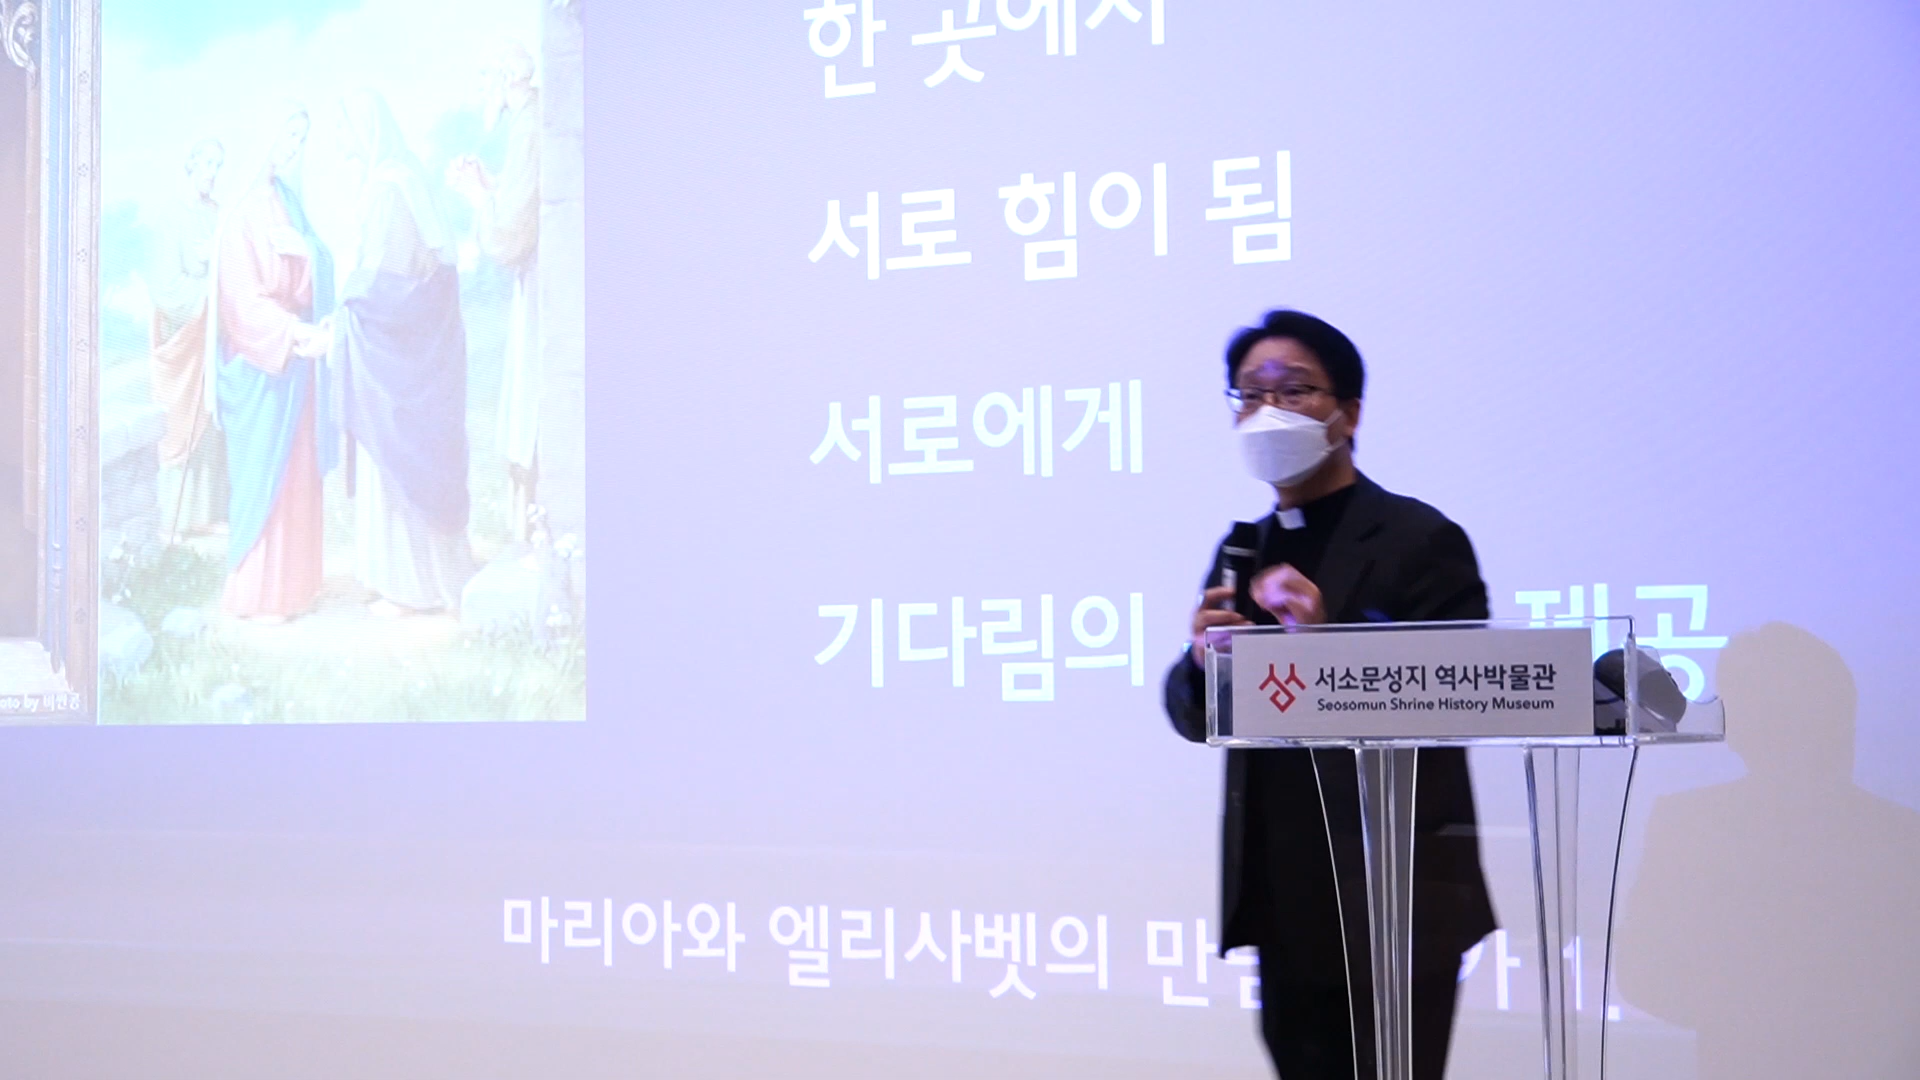 한 곳에서
서로 힘이 됨
서로에게
기다림의 제공
마리아와 엘리사벳의
서소문성지 역사박물관
Seosomun Shrine History Museum
by